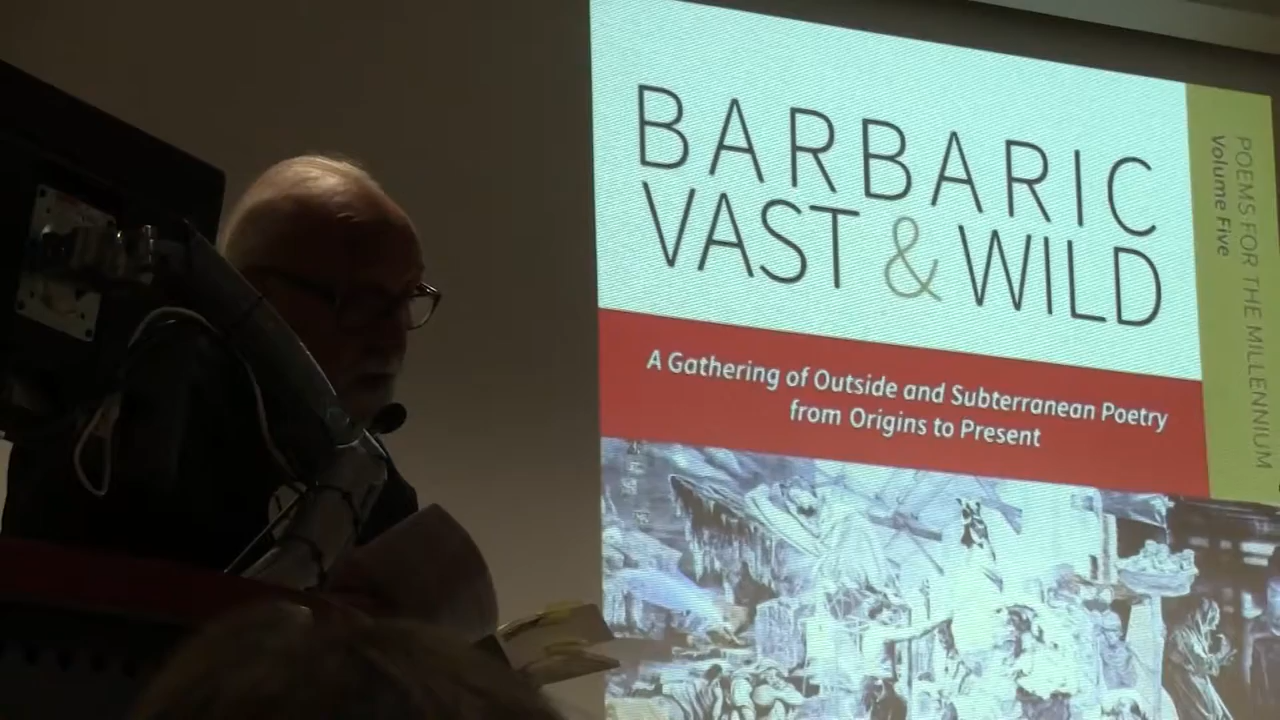 BARBARIC
VAST & WILD
A Gathering of Outside and Subterranean Poetry
from Origins to Present
POEMS FOR THE MILLENNIUM
Volume Five